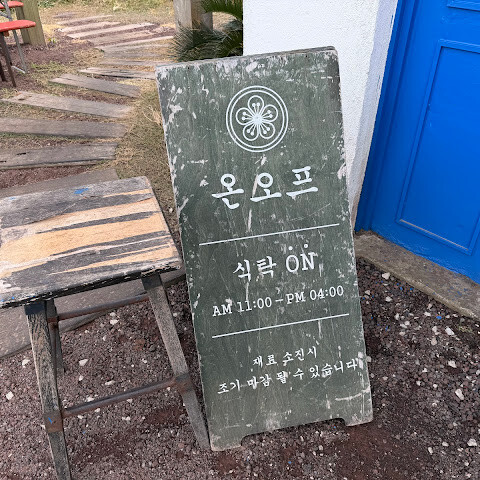 온오프
식탁 ON
AM 11:00 - PM 04:00
재료 소진시
조기 마감 될 수 있습니다